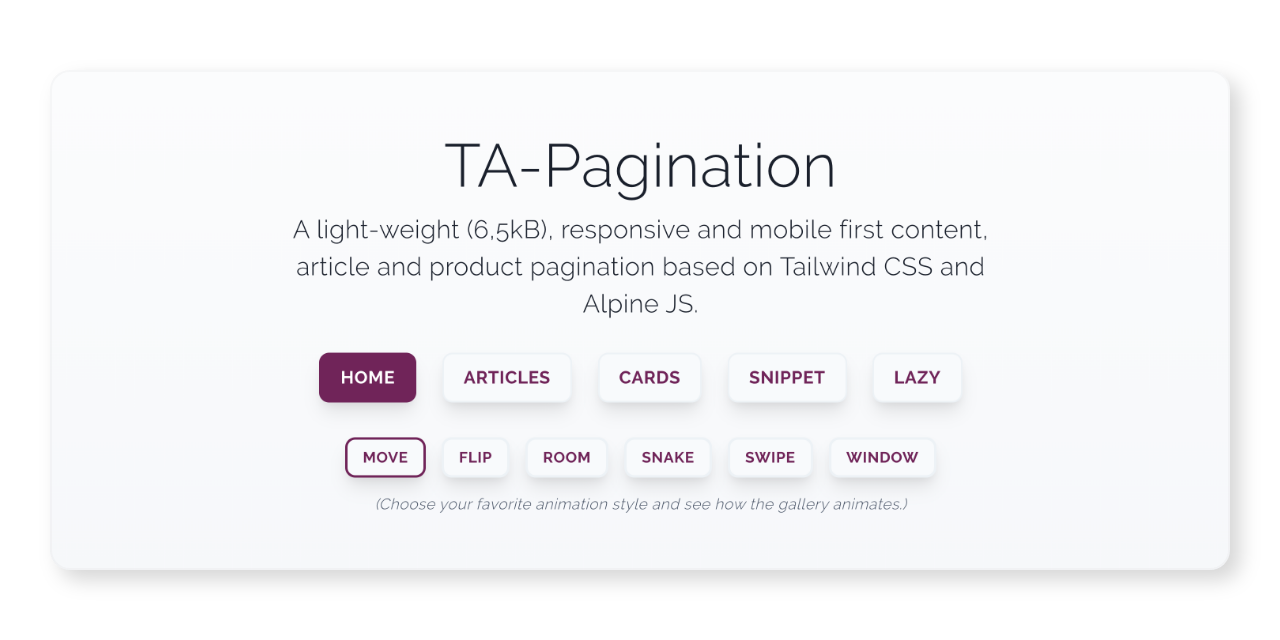 TA-Pagination
A light-weight (6,5kB), responsive and mobile first content,
article and product pagination based on Tailwind CSS and
Alpine JS.
HOME ARTICLES CARDS SNIPPET LAZY
MOVE FLIP ROOM SNAKE SWIPE WINDOW
(Choose your favorite animation style and see how the gallery animates.)